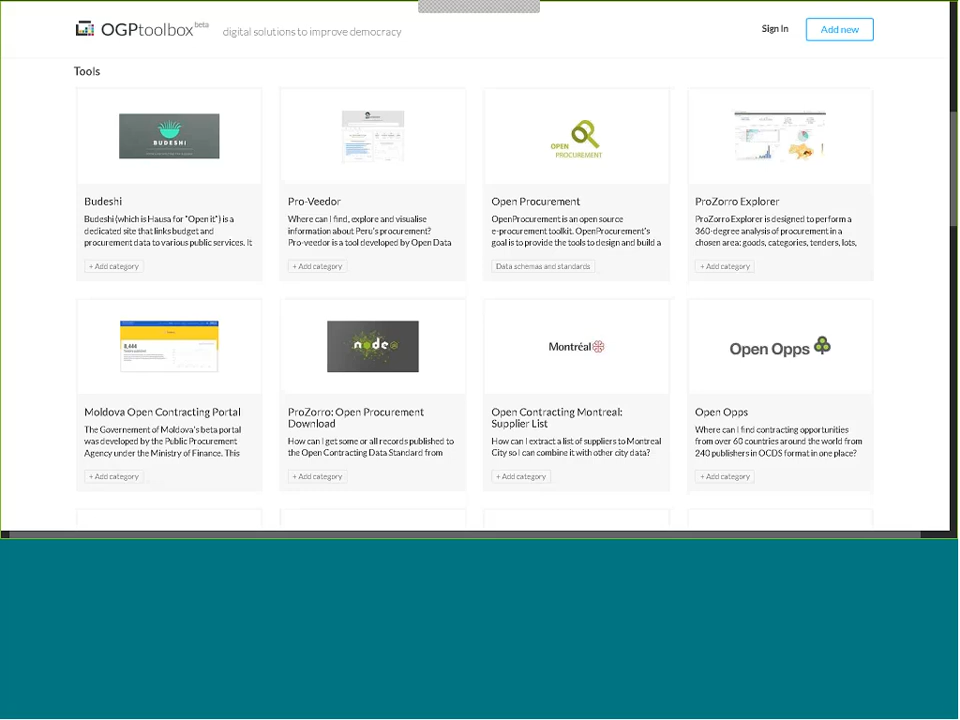 OGPtoolbox beta
digital solutions to improve democracy
Sign In
Add new
Tools
BUDESHI
OPEN
PROCUREMENT
Budeshi
Budeshi (which is Hausa for "Open it") is a
dedicated site that links budget and
procurement data to various public services. It
+ Add category
Pro-Veedor
Where can I find, explore and visualise
information about Peru's procurement?
Pro-veedor is a tool developed by Open Data
+ Add category
Open Procurement
OpenProcurement is an open source
e-procurement toolkit. OpenProcurement's
goal is to provide the tools to design and build a
Data schemas and standards
ProZorro Explorer
ProZorro Explorer is designed to perform a
360-degree analysis of procurement in a
chosen area: goods, categories, tenders, lots,
+ Add category
8,444
node
Montréal
Open Opps
Moldova Open Contracting Portal
The Governement of Moldova's beta portal
was developed by the Public Procurement
Agency under the Ministry of Finance. This
+ Add category
ProZorro: Open Procurement
Download
How can I get some or all records published to
the Open Contracting Data Standard from
+ Add category
Open Contracting Montreal:
Supplier List
How can I extract a list of suppliers to Montreal
City so I can combine it with other city data?
+ Add category
Open Opps
Where can I find contracting opportunities
from over 60 countries around the world from
240 publishers in OCDS format in one place?
+ Add category